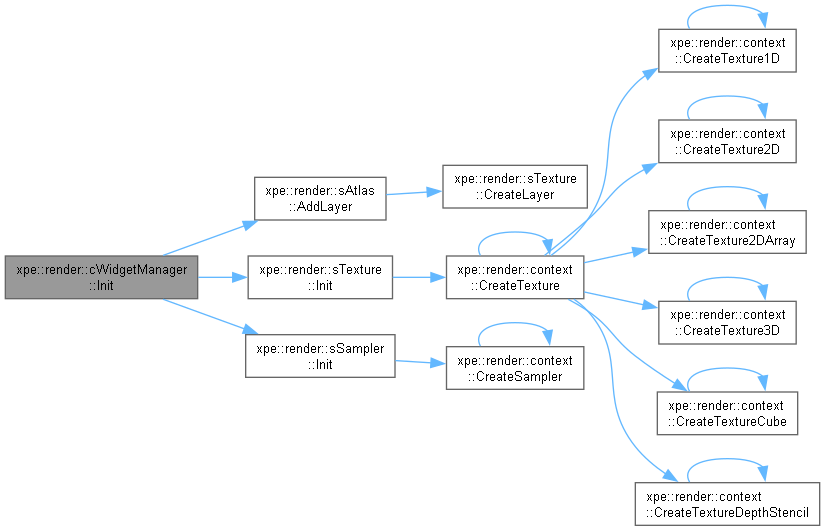 xpe::render::cWidgetManager
::Init
xpe::render::sAtlas
::AddLayer
xpe::render::sTexture
::CreateLayer
xpe::render::sTexture
::Init
xpe::render::context
::CreateTexture
xpe::render::sSampler
::Init
xpe::render::context
::CreateSampler
xpe::render::context
::CreateTexture1D
xpe::render::context
::CreateTexture2D
xpe::render::context
::CreateTexture2DArray
xpe::render::context
::CreateTexture3D
xpe::render::context
::CreateTextureCube
xpe::render::context
::CreateTextureDepthStencil